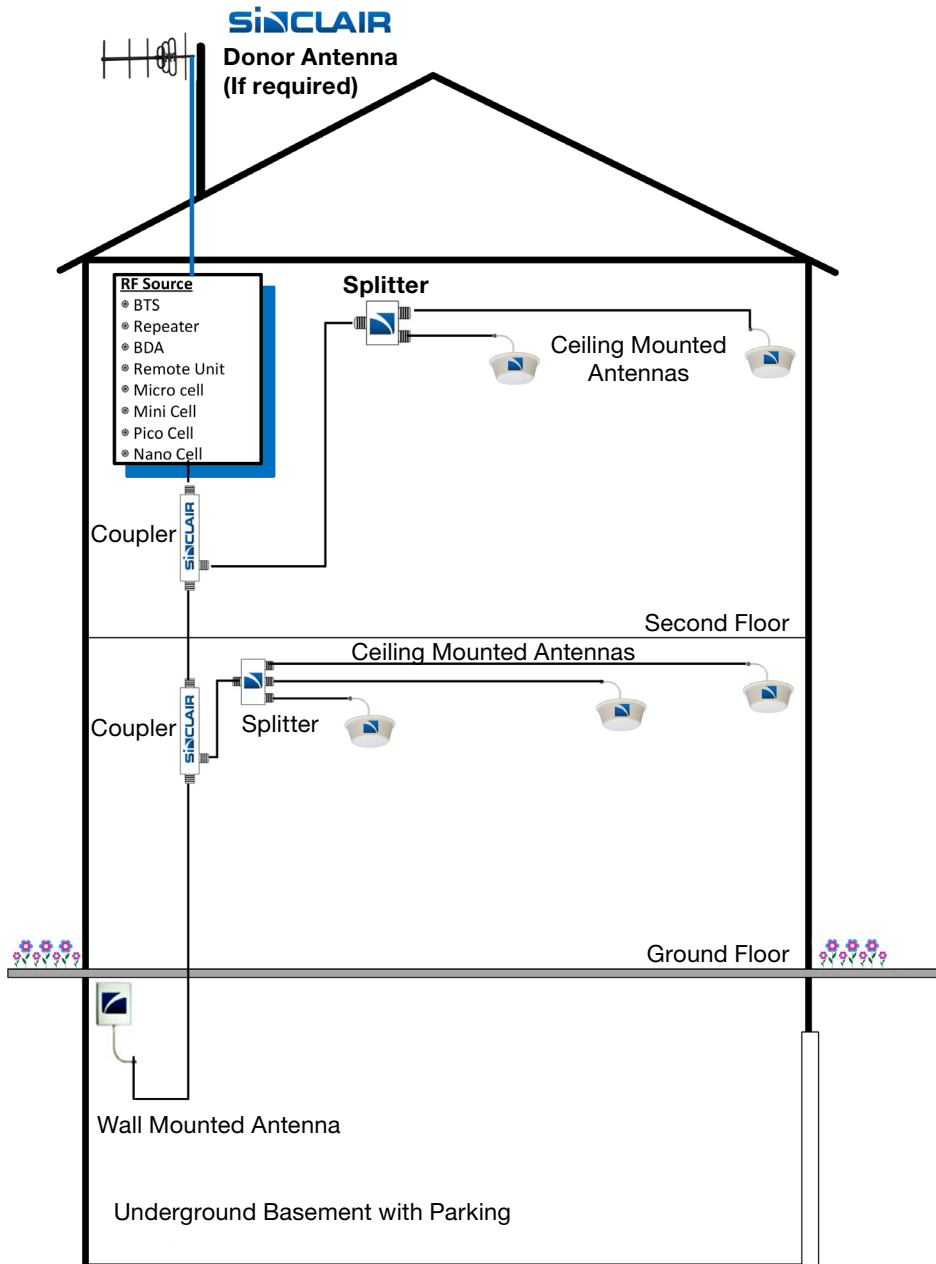 SINCLAIR
Donor Antenna
(If required)
RF Source
BTS
Repeater
BDA
Remote Unit
Micro cell
Mini Cell
Pico Cell
Nano Cell
Splitter
Ceiling Mounted
Antennas
Coupler
SINCLAIR
Second Floor
Ceiling Mounted Antennas
Coupler
SINCLAIR
Splitter
Ground Floor
Wall Mounted Antenna
Underground Basement with Parking